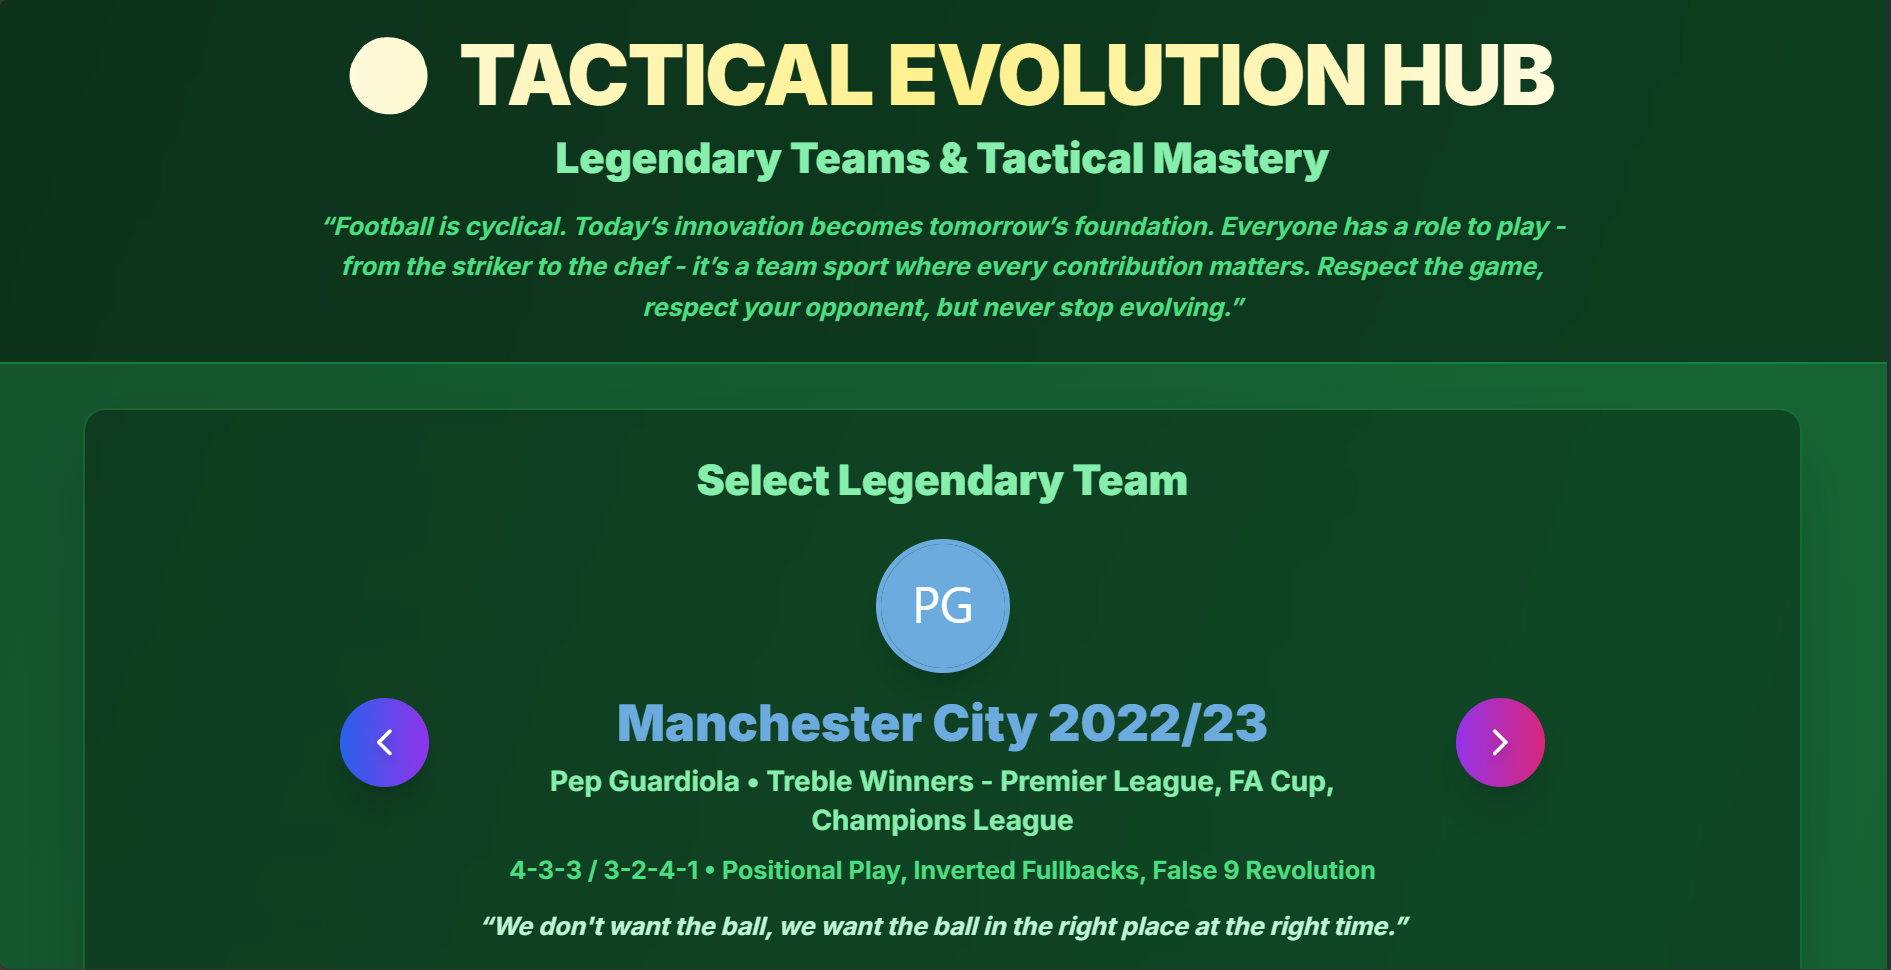 TACTICAL EVOLUTION HUB
Legendary Teams & Tactical Mastery
“Football is cyclical. Today’s innovation becomes tomorrow’s foundation. Everyone has a role to play -
from the striker to the chef - it’s a team sport where every contribution matters. Respect the game,
respect your opponent, but never stop evolving.”
Select Legendary Team
PG
Manchester City 2022/23
Pep Guardiola • Treble Winners - Premier League, FA Cup,
Champions League
4-3-3 / 3-2-4-1 • Positional Play, Inverted Fullbacks, False 9 Revolution
“We don't want the ball, we want the ball in the right place at the right time.”